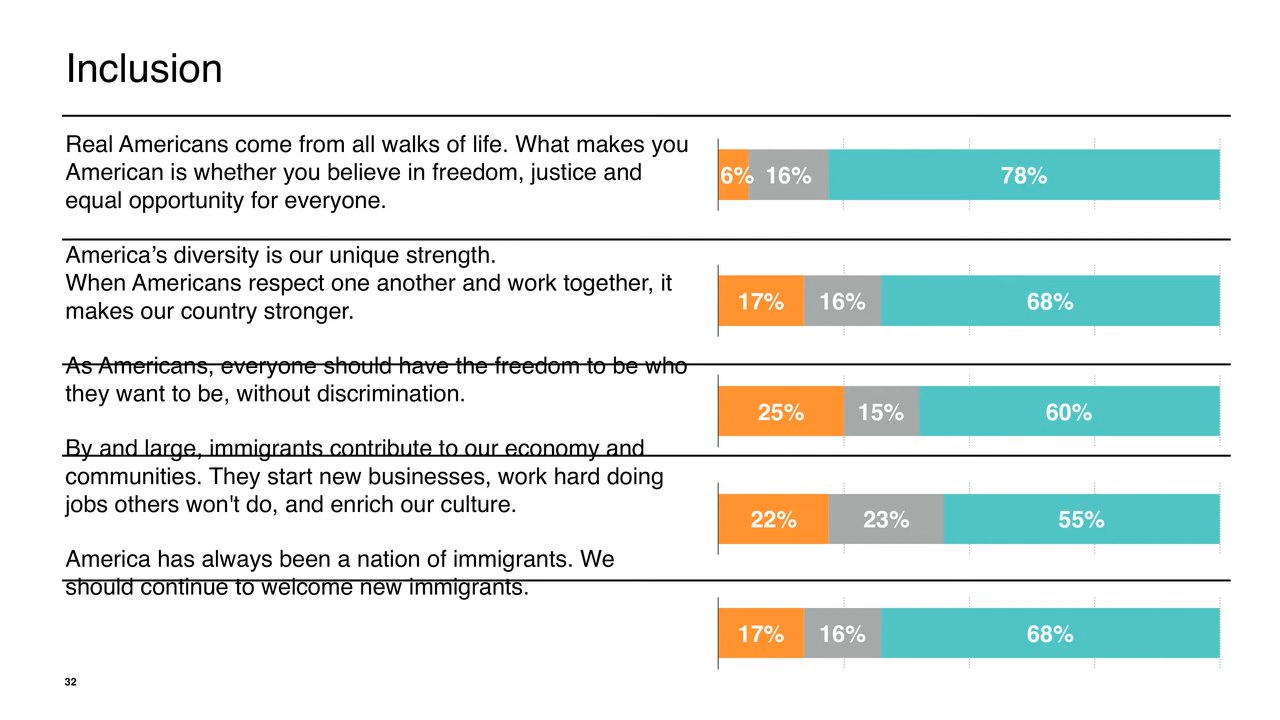 Inclusion
Real Americans come from all walks of life. What makes you
American is whether you believe in freedom, justice and
equal opportunity for everyone.
6% 16% 78%
America’s diversity is our unique strength.
When Americans respect one another and work together, it
makes our country stronger.
17% 16% 68%
As Americans, everyone should have the freedom to be who
they want to be, without discrimination.
25% 15% 60%
By and large, immigrants contribute to our economy and
communities. They start new businesses, work hard doing
jobs others won't do, and enrich our culture.
22% 23% 55%
America has always been a nation of immigrants. We
should continue to welcome new immigrants.
17% 16% 68%
32